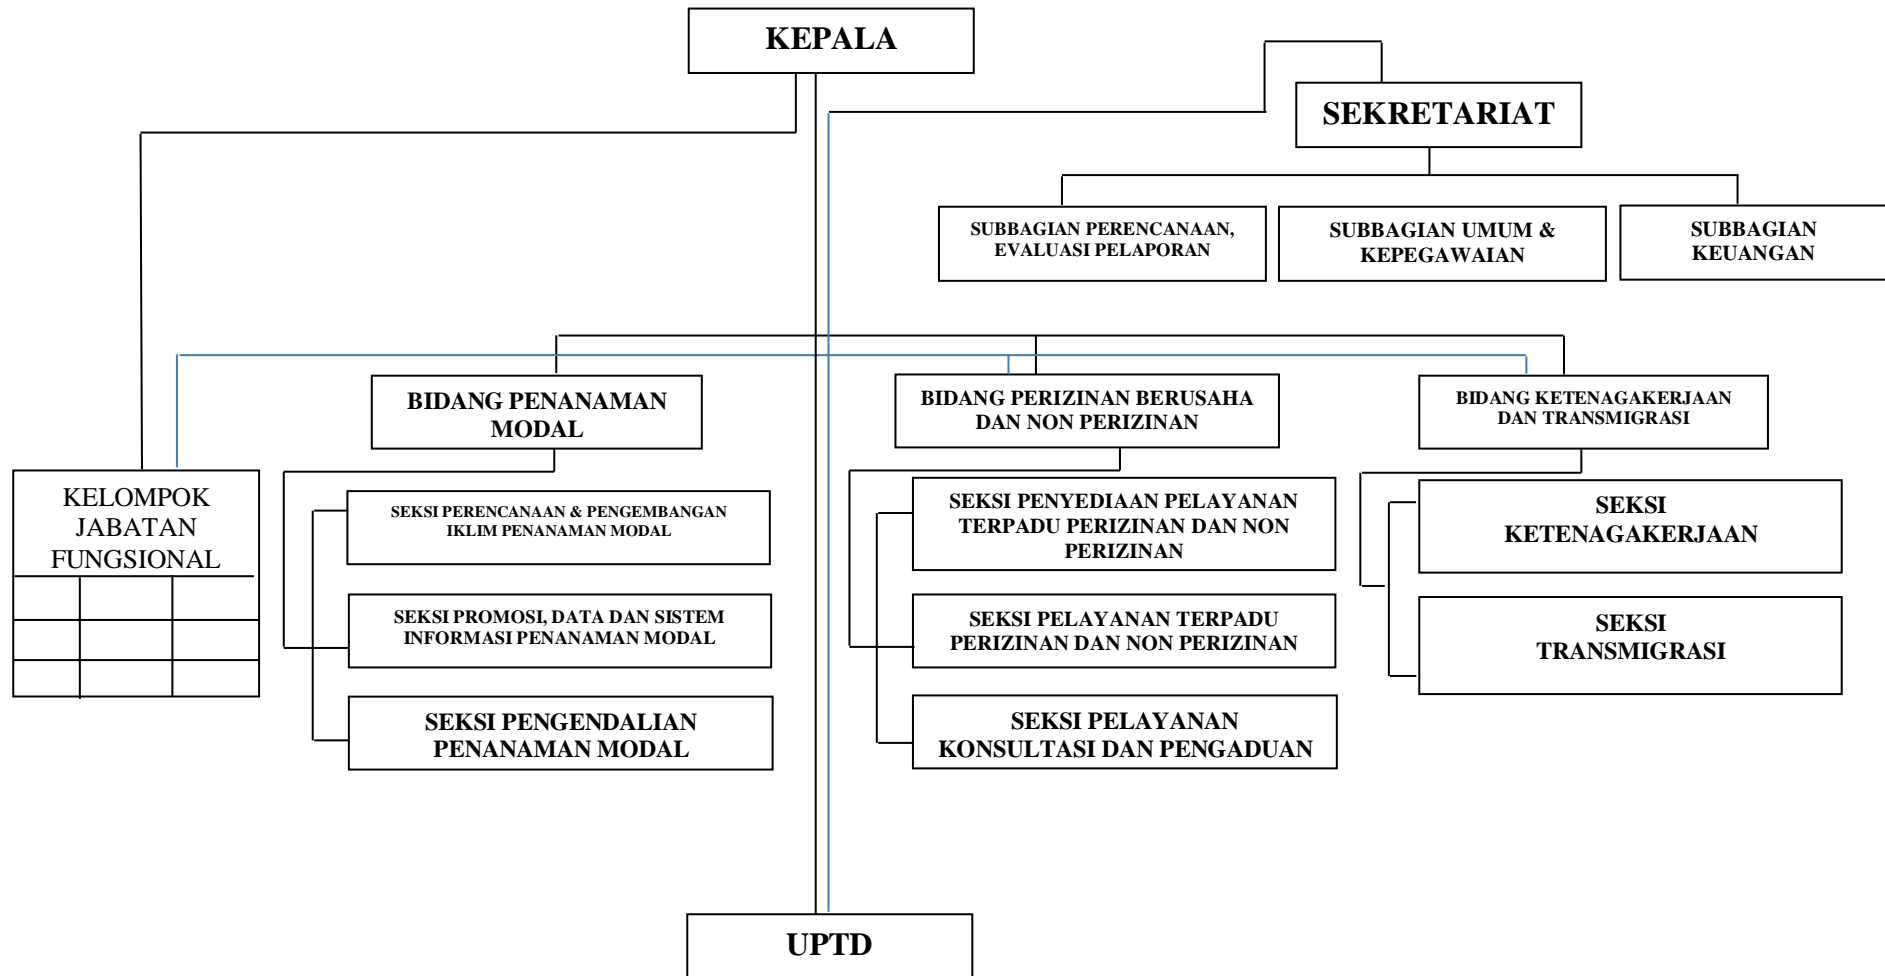 KEPALA
SEKRETARIAT
SUBBAGIAN PERENCANAAN,
EVALUASI PELAPORAN
SUBBAGIAN UMUM &
KEPEGAWAIAN
SUBBAGIAN
KEUANGAN
BIDANG PENANAMAN
MODAL
BIDANG PERIZINAN BERUSAHA
DAN NON PERIZINAN
BIDANG KETENAGAKERJAAN
DAN TRANSMIGRASI
KELOMPOK
JABATAN
FUNGSIONAL
SEKSI PERENCANAAN & PENGEMBANGAN
IKLIM PENANAMAN MODAL
SEKSI PROMOSI, DATA DAN SISTEM
INFORMASI PENANAMAN MODAL
SEKSI PENGENDALIAN
PENANAMAN MODAL
SEKSI PENYEDIAAN PELAYANAN
TERPADU PERIZINAN DAN NON
PERIZINAN
SEKSI PELAYANAN TERPADU
PERIZINAN DAN NON PERIZINAN
SEKSI PELAYANAN
KONSULTASI DAN PENGADUAN
SEKSI
KETENAGAKERJAAN
SEKSI
TRANSMIGRASI
UPTD